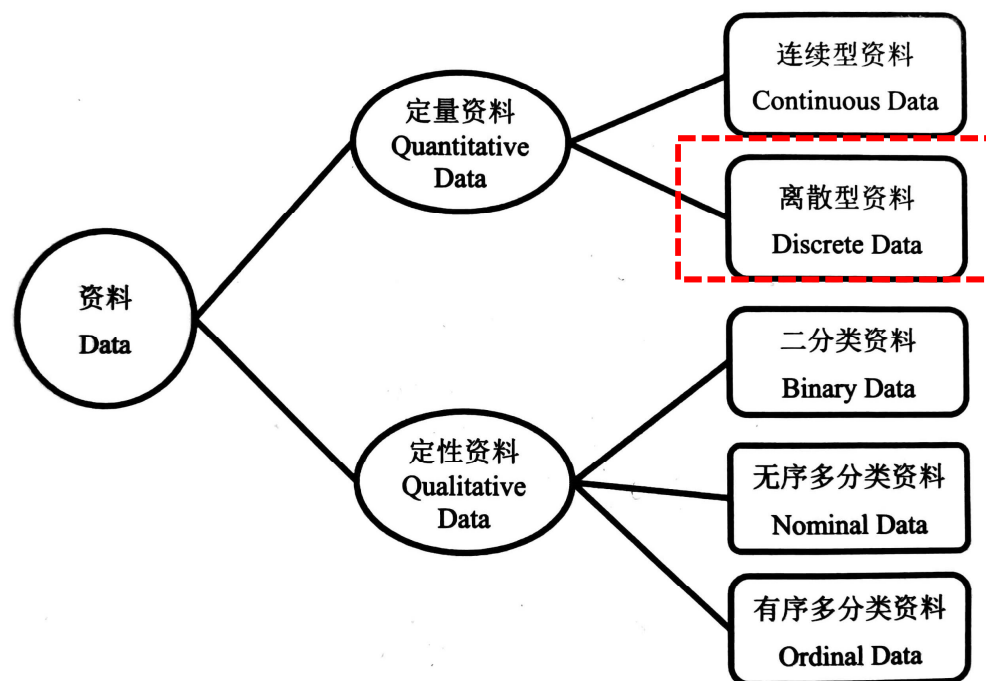 资料
Data
定量资料
Quantitative
Data
定性资料
Qualitative
Data
连续型资料
Continuous Data
离散型资料
Discrete Data
二分类资料
Binary Data
无序多分类资料
Nominal Data
有序多分类资料
Ordinal Data